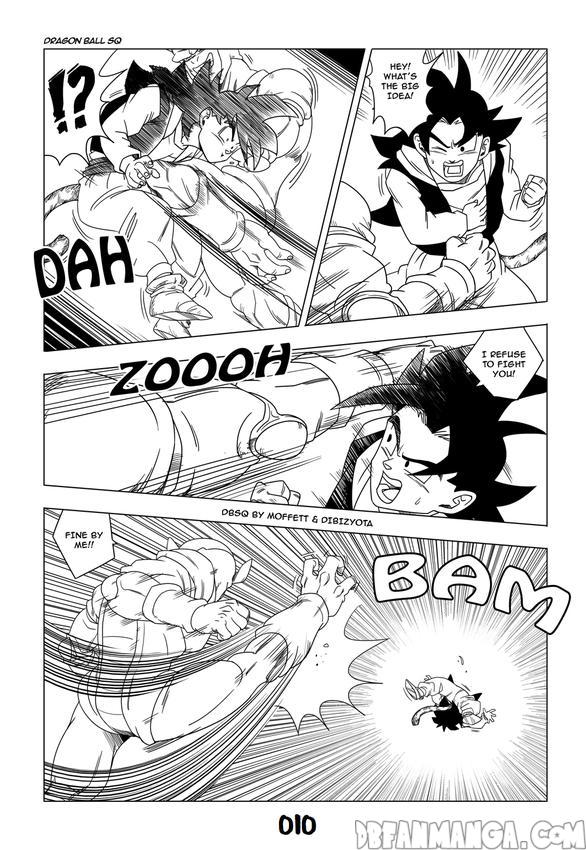 DRAGON BALL SQ
!?
HEY!
WHAT'S
THE BIG
IDEA!
DAH
ZOOOH
I REFUSE
TO FIGHT
YOU!
DBSQ BY MOFFETT & DIBIZYOTA
FINE BY
ME!!
BAM
010
DBFANMANGA.COM